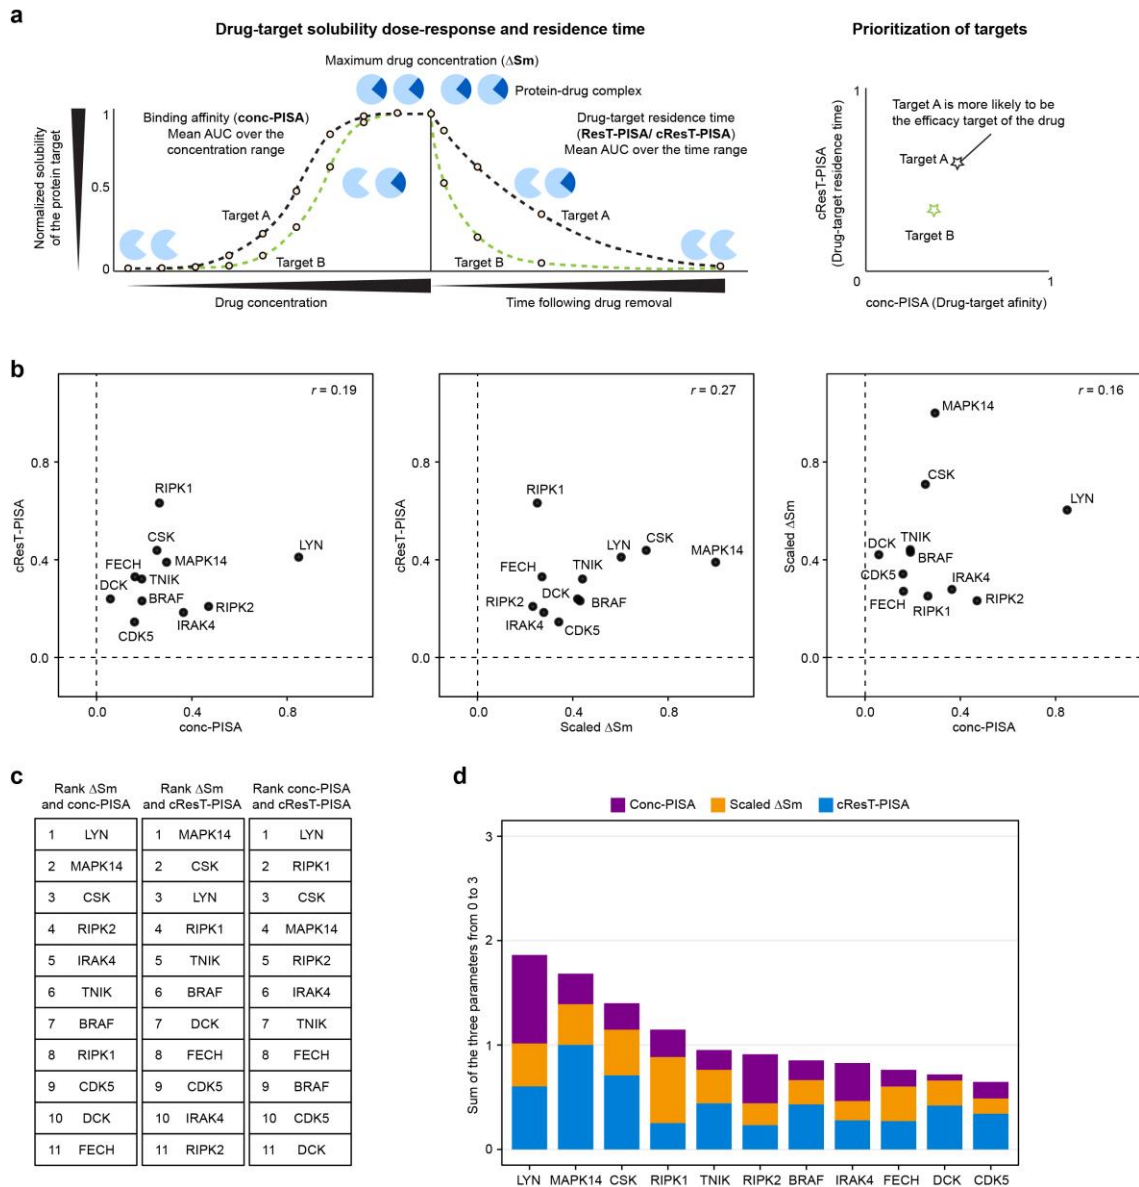 a
Drug-target solubility dose-response and residence time
Prioritization of targets
Maximum drug concentration (ΔSm)
Protein-drug complex
Binding affinity (conc-PISA)
Mean AUC over the
concentration range
Drug-target residence time
(ResT-PISA/ cResT-PISA)
Mean AUC over the time range
Normalized solubility
of the protein target
1
0.5
0
Target A
Target B
Target A
Target B
Drug concentration
Time following drug removal
cResT-PISA
(Drug-target residence time)
1
Target A is more likely to be
the efficacy target of the drug
Target A
Target B
0
1
conc-PISA (Drug-target afinity)
b
r = 0.19
cResT-PISA
0.8
0.4
0.0
RIPK1
CSK
LYN
FECH
MAPK14
DCK
TNIK
BRAF
RIPK2
CDK5
IRAK4
0.0
0.4
0.8
conc-PISA
r = 0.27
cResT-PISA
0.8
0.4
0.0
RIPK1
LYN
CSK
MAPK14
FECH
TNIK
RIPK2
DCK
BRAF
IRAK4
CDK5
0.0
0.4
0.8
Scaled ΔSm
r = 0.16
Scaled ΔSm
0.8
0.4
0.0
MAPK14
CSK
LYN
DCK
TNIK
BRAF
CDK5
IRAK4
FECH
RIPK1
RIPK2
0.0
0.4
0.8
conc-PISA
c
Rank ΔSm
and conc-PISA
Rank ΔSm
and cResT-PISA
Rank conc-PISA
and cResT-PISA
1 LYN 1 MAPK14 1 LYN
2 MAPK14 2 CSK 2 RIPK1
3 CSK 3 LYN 3 CSK
4 RIPK2 4 RIPK1 4 MAPK14
5 IRAK4 5 TNIK 5 RIPK2
6 TNIK 6 BRAF 6 IRAK4
7 BRAF 7 DCK 7 TNIK
8 RIPK1 8 FECH 8 FECH
9 CDK5 9 CDK5 9 BRAF
10 DCK 10 IRAK4 10 CDK5
11 FECH 11 RIPK2 11 DCK
d
Conc-PISA Scaled ΔSm cResT-PISA
Sum of the three parameters from 0 to 3
3
2
1
0
LYN MAPK14 CSK RIPK1 TNIK RIPK2 BRAF IRAK4 FECH DCK CDK5